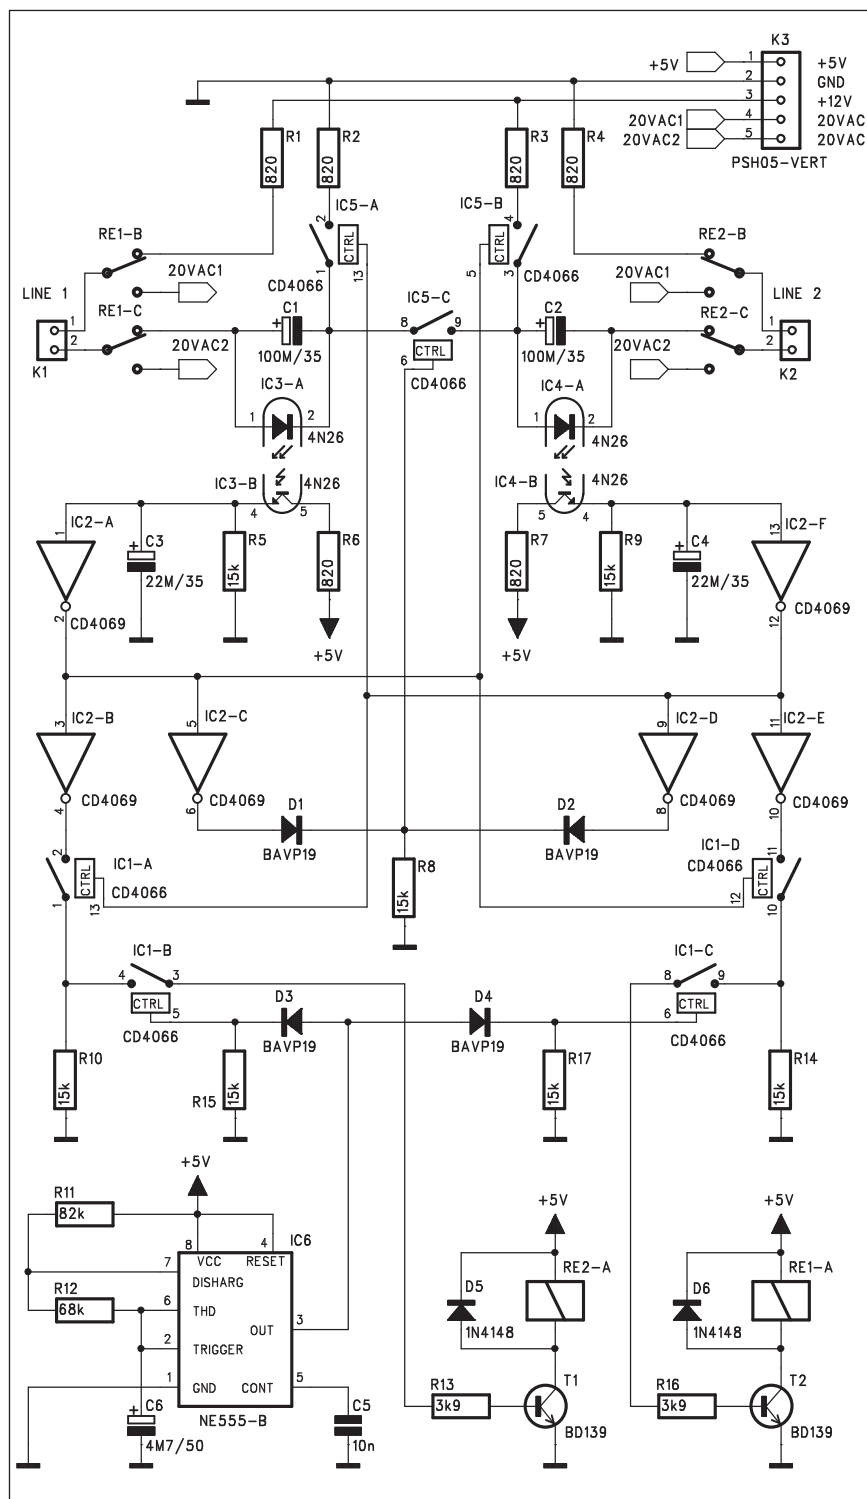 K3
+5V 1 +5V
2 GND
3 +12V
20VAC1 4 20VAC
20VAC2 5 20VAC
PSH05-VERT
R1 R2 R3 R4
820 820 820 820
IC5-A IC5-B
2 CTRL 1 13
4 CTRL 5 3
CD4066 CD4066
RE1-B RE2-B
20VAC1 20VAC1
LINE 1 LINE 2
RE1-C RE2-C
C1 IC5-C C2
1 + 8 9 + 1
2 100M/35 6 CTRL 100M/35 2
20VAC2 20VAC2
K1 CD4066 K2
IC3-A IC4-A
1 2 1 2
4N26 4N26
IC3-B 4N26 IC4-B 4N26
4 5 5 4
IC2-A IC2-F
1 + C3 R5 R6 R7 R9 + C4 13
22M/35 15k 820 820 15k 22M/35
2 CD4069 12 CD4069
+5V +5V
IC2-B IC2-C IC2-D IC2-E
3 5 9 11
CD4069 CD4069 CD4069 CD4069
4 6 8 10
D1 D2
BAVP19 BAVP19
IC1-A IC1-D
2 CTRL CD4066 1 13
R8 15k
11 CTRL CD4066 12 10
IC1-B IC1-C
4 3 8 9
CTRL 5 6 CTRL
CD4066 CD4066
D3 D4
BAVP19 BAVP19
R10 R15 R17 R14
15k 15k 15k 15k
+5V
R11
82k
R12
68k
IC6
8 4
VCC RESET
7 DISHARG
6 THD
OUT 3
2 TRIGGER
1 GND CONT 5
NE555-B
+ C6
4M7/50
C5
10n
+5V +5V
RE2-A RE1-A
D5 D6
1N4148 1N4148
R13 T1 R16 T2
3k9 3k9
BD139 BD139